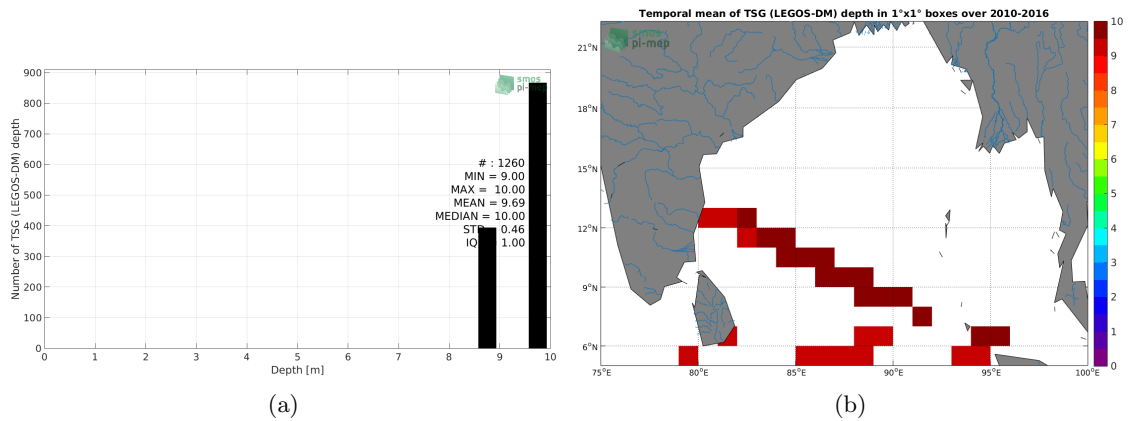 Number of TSG (LEGOS-DM) depth
900
800
700
600
500
400
300
200
100
0
smos
pi-mep
# : 1260
MIN = 9.00
MAX = 10.00
MEAN = 9.69
MEDIAN = 10.00
0.46
1.00
0 1 2 3 4 5 6 7 8 9 10
Depth [m]
(a)
Temporal mean of TSG (LEGOS-DM) depth in 1°x1° boxes over 2010-2016
smos
pi-mep
21°N
18°N
15°N
12°N
9°N
6°N
75°E 80°E 85°E 90°E 95°E 100°E
10
9
8
7
6
5
4
3
2
1
0
(b)